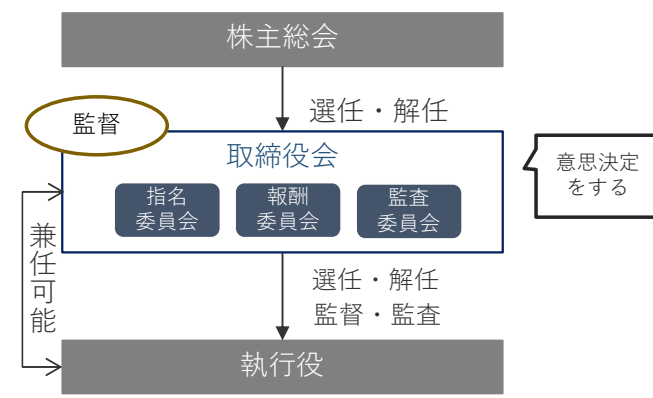 株主総会
選任・解任
監督
取締役会
指名
委員会
報酬
委員会
監査
委員会
意思決定
をする
兼任可能
選任・解任
監督・監査
執行役